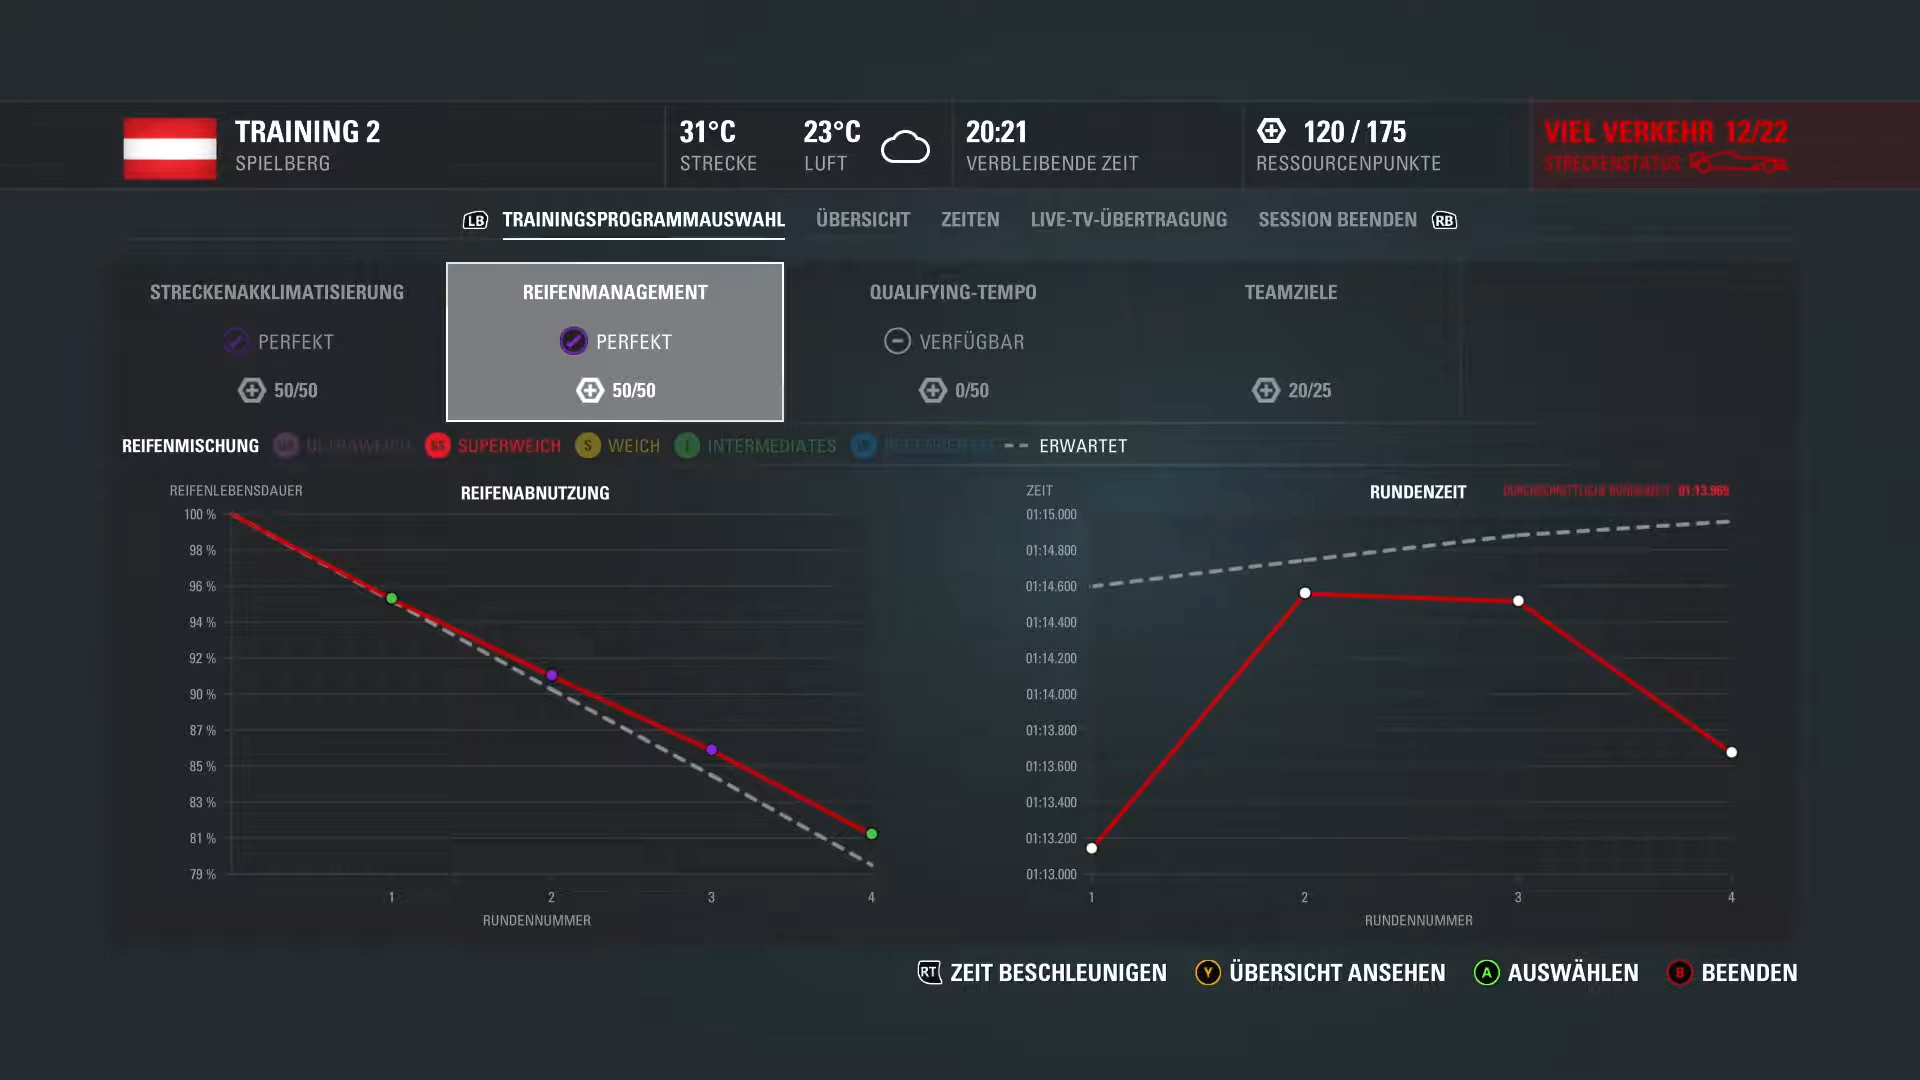 TRAINING 2
SPIELBERG
31°C
STRECKE
23°C
LUFT
20:21
VERBLEIBENDE ZEIT
120 / 175
RESSOURCENPUNKTE
VIEL VERKEHR 12/22
STRECKENSTATUS
LB TRAININGSPROGRAMMAUSWAHL ÜBERSICHT ZEITEN LIVE-TV-ÜBERTRAGUNG SESSION BEENDEN RB
STRECKENAKKLIMATISIERUNG
PERFEKT
50/50
REIFENMANAGEMENT
PERFEKT
50/50
QUALIFYING-TEMPO
VERFÜGBAR
0/50
TEAMZIELE
20/25
REIFENMISCHUNG ULTRAWEICH SS SUPERWEICH S WEICH I INTERMEDIATES ERWARTET
REIFENLEBENSDAUER
REIFENABNUTZUNG
100 %
98 %
96 %
94 %
92 %
90 %
87 %
85 %
83 %
81 %
79 %
1 2 3 4
RUNDENNUMMER
ZEIT
RUNDENZEIT
DURCHSCHNITTLICHE RUNDENZEIT 01:13.965
01:15.000
01:14.800
01:14.600
01:14.400
01:14.200
01:14.000
01:13.800
01:13.600
01:13.400
01:13.200
01:13.000
1 2 3 4
RUNDENNUMMER
RT ZEIT BESCHLEUNIGEN Y ÜBERSICHT ANSEHEN A AUSWÄHLEN B BEENDEN